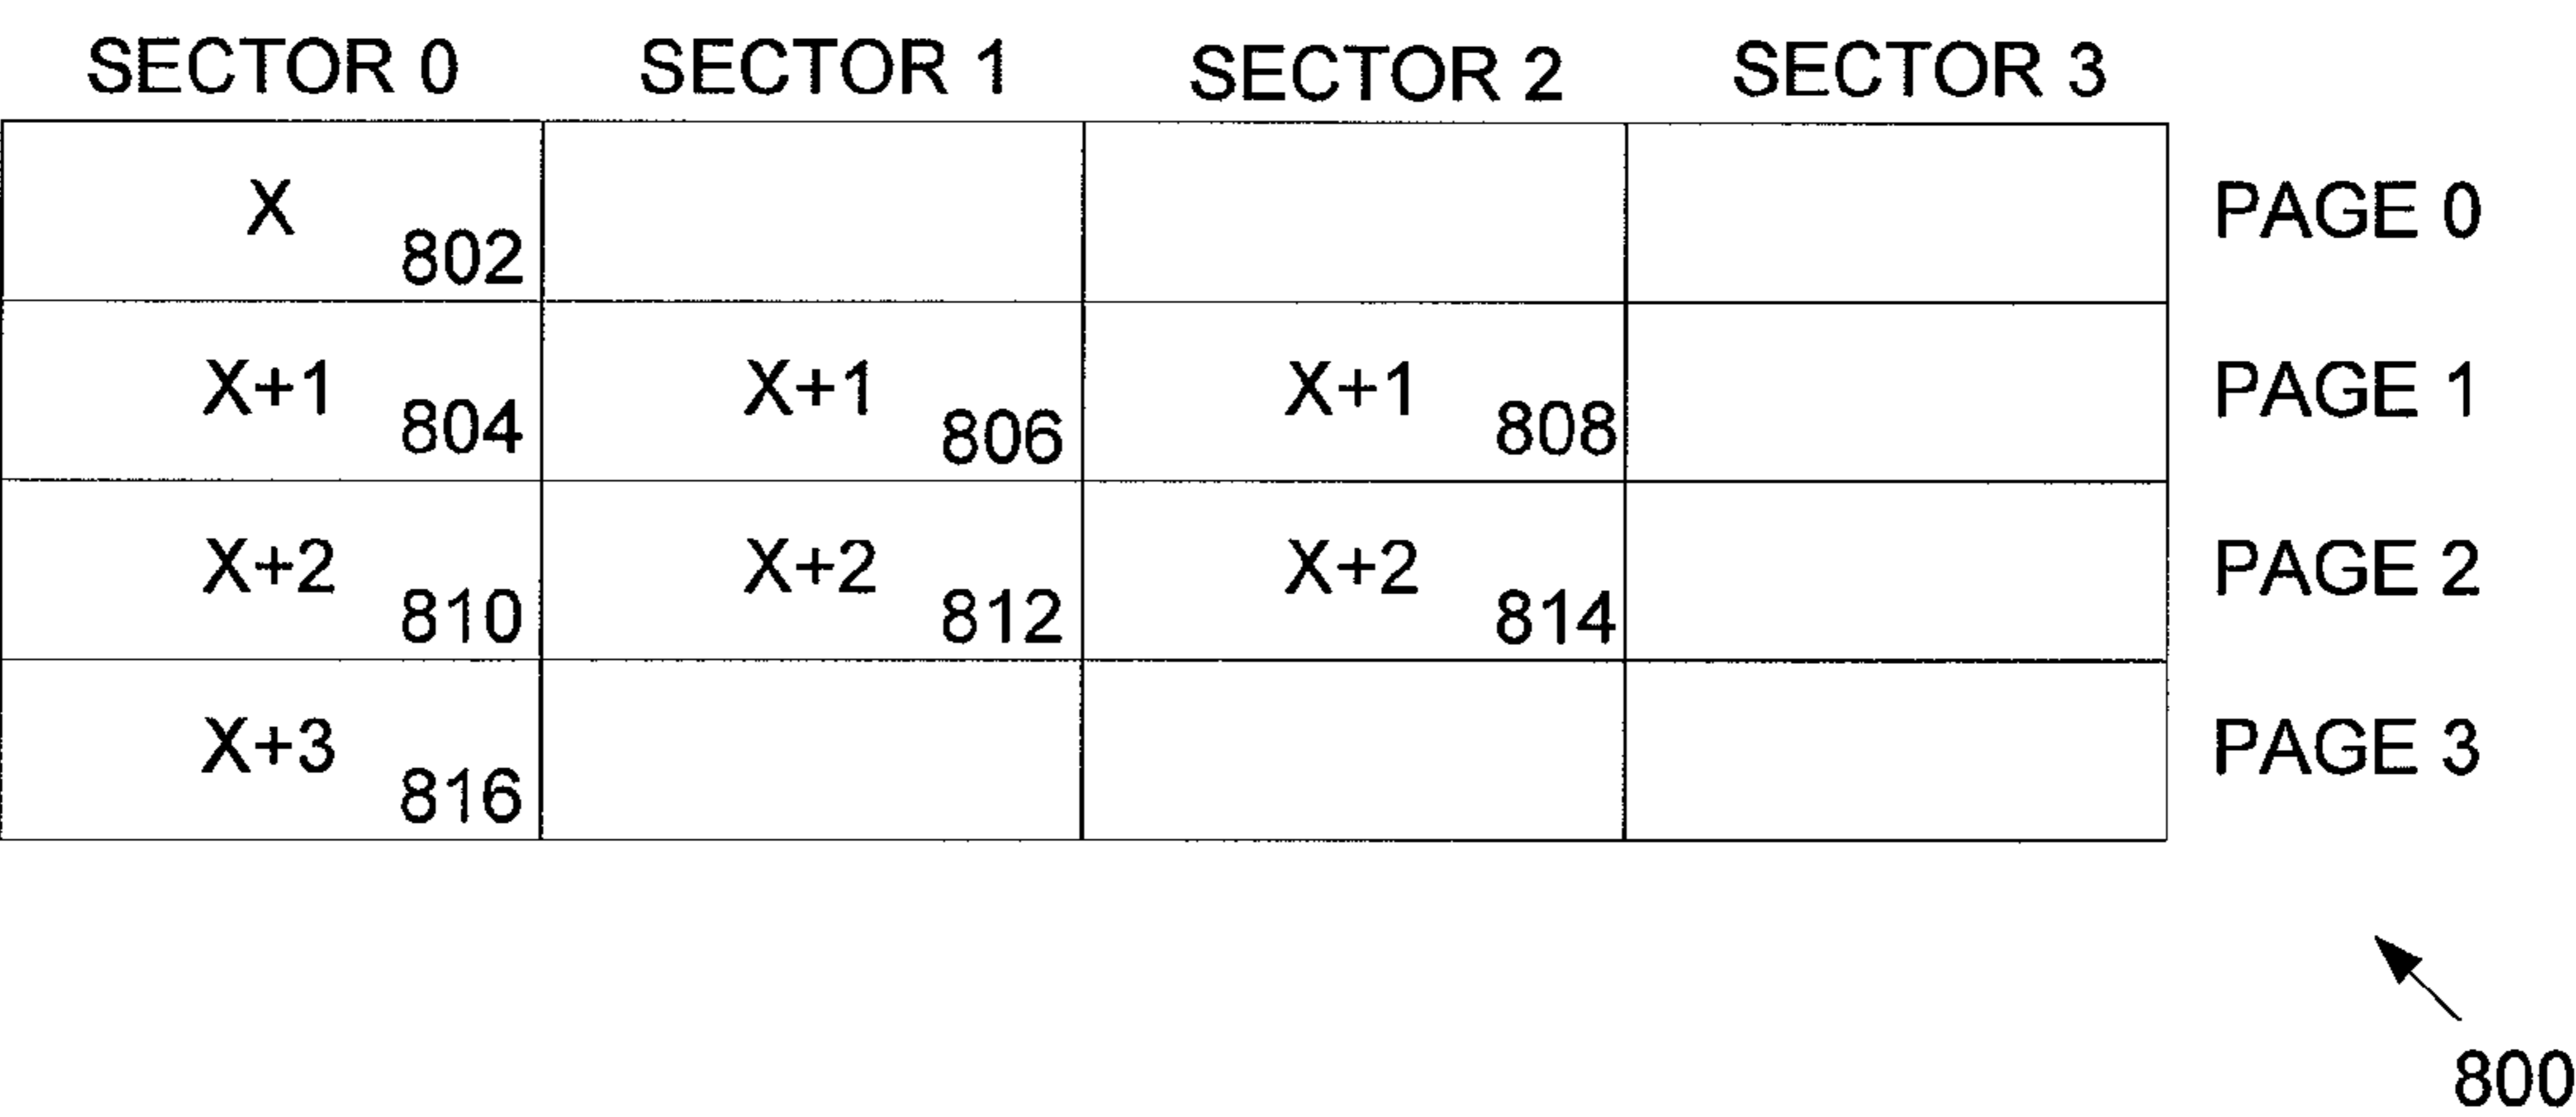 SECTOR 0 SECTOR 1 SECTOR 2 SECTOR 3
X 802 PAGE 0
X+1 804 X+1 806 X+1 808 PAGE 1
X+2 810 X+2 812 X+2 814 PAGE 2
X+3 816 PAGE 3
800